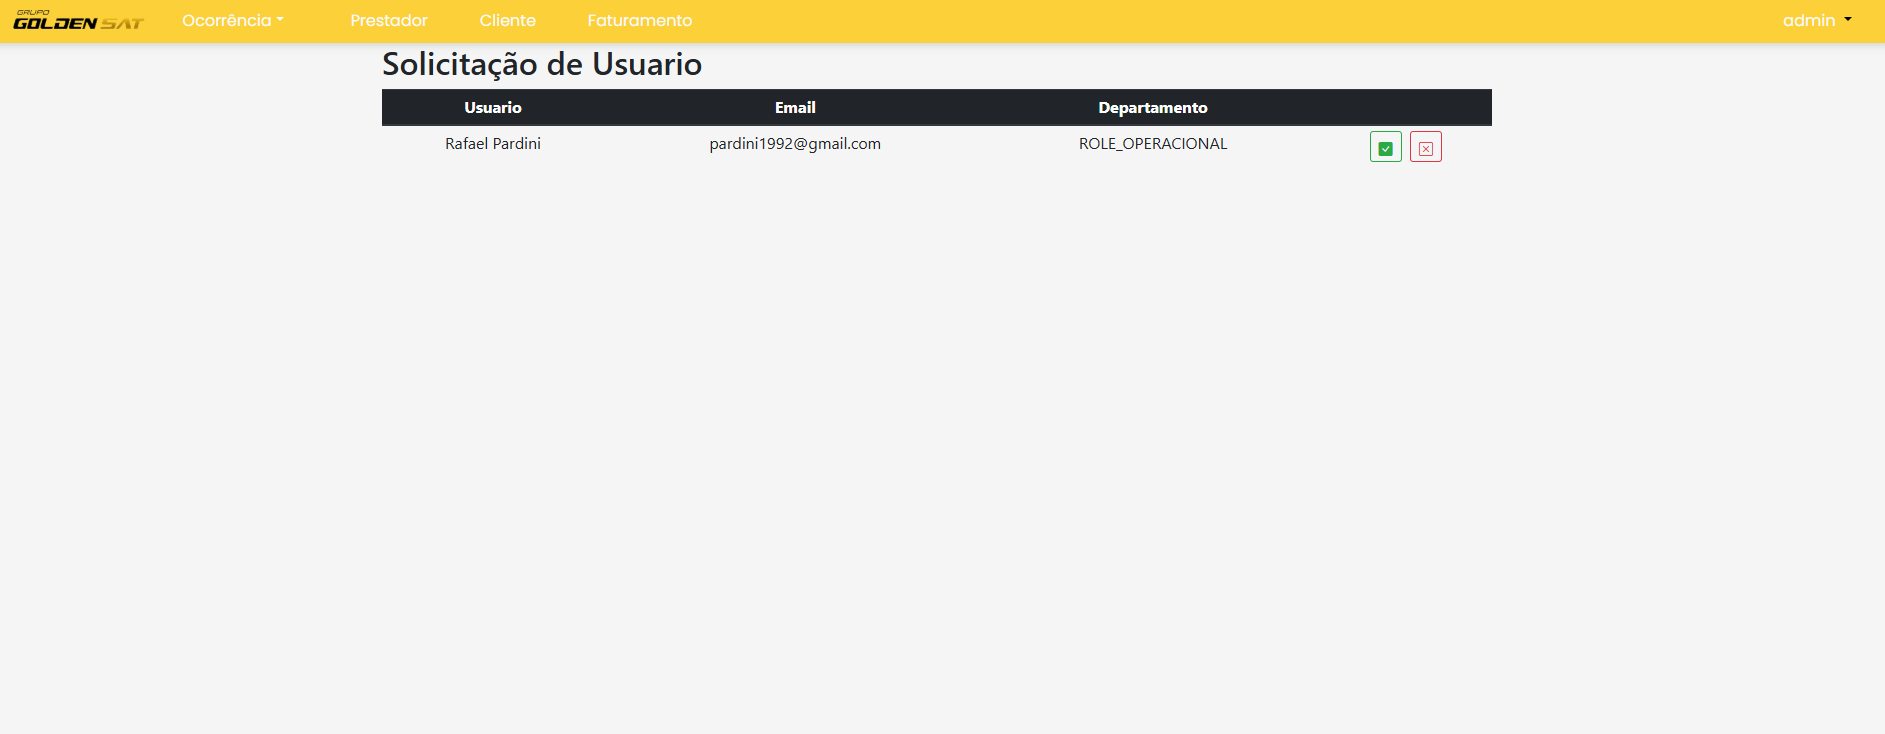 GRUPO
GOLDEN SAT
Ocorrência
Prestador
Cliente
Faturamento
admin
Solicitação de Usuario
Usuario Email Departamento
Rafael Pardini pardini1992@gmail.com ROLE_OPERACIONAL